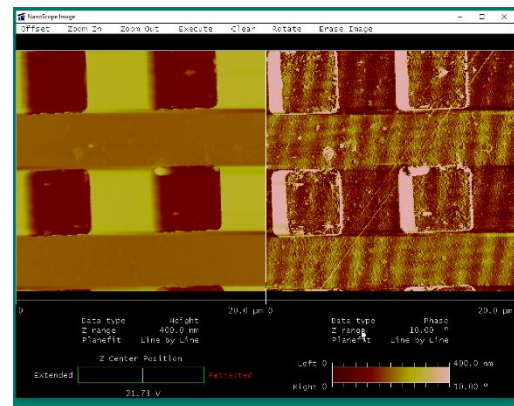 NanoScope Image
Offset Zoom In Zoom Out Execute Clear Rotate Erase Image
0 20.0 µm 0 20.0 µm
Data type Height Data type Phase
Z range 400.0 nm Z range 10.00 °
Planefit Line by Line Planefit Line by Line
Z Center Position
Extended Retracted
21.73 V
Left 0 400.0 nm
Right 0 10.00 °